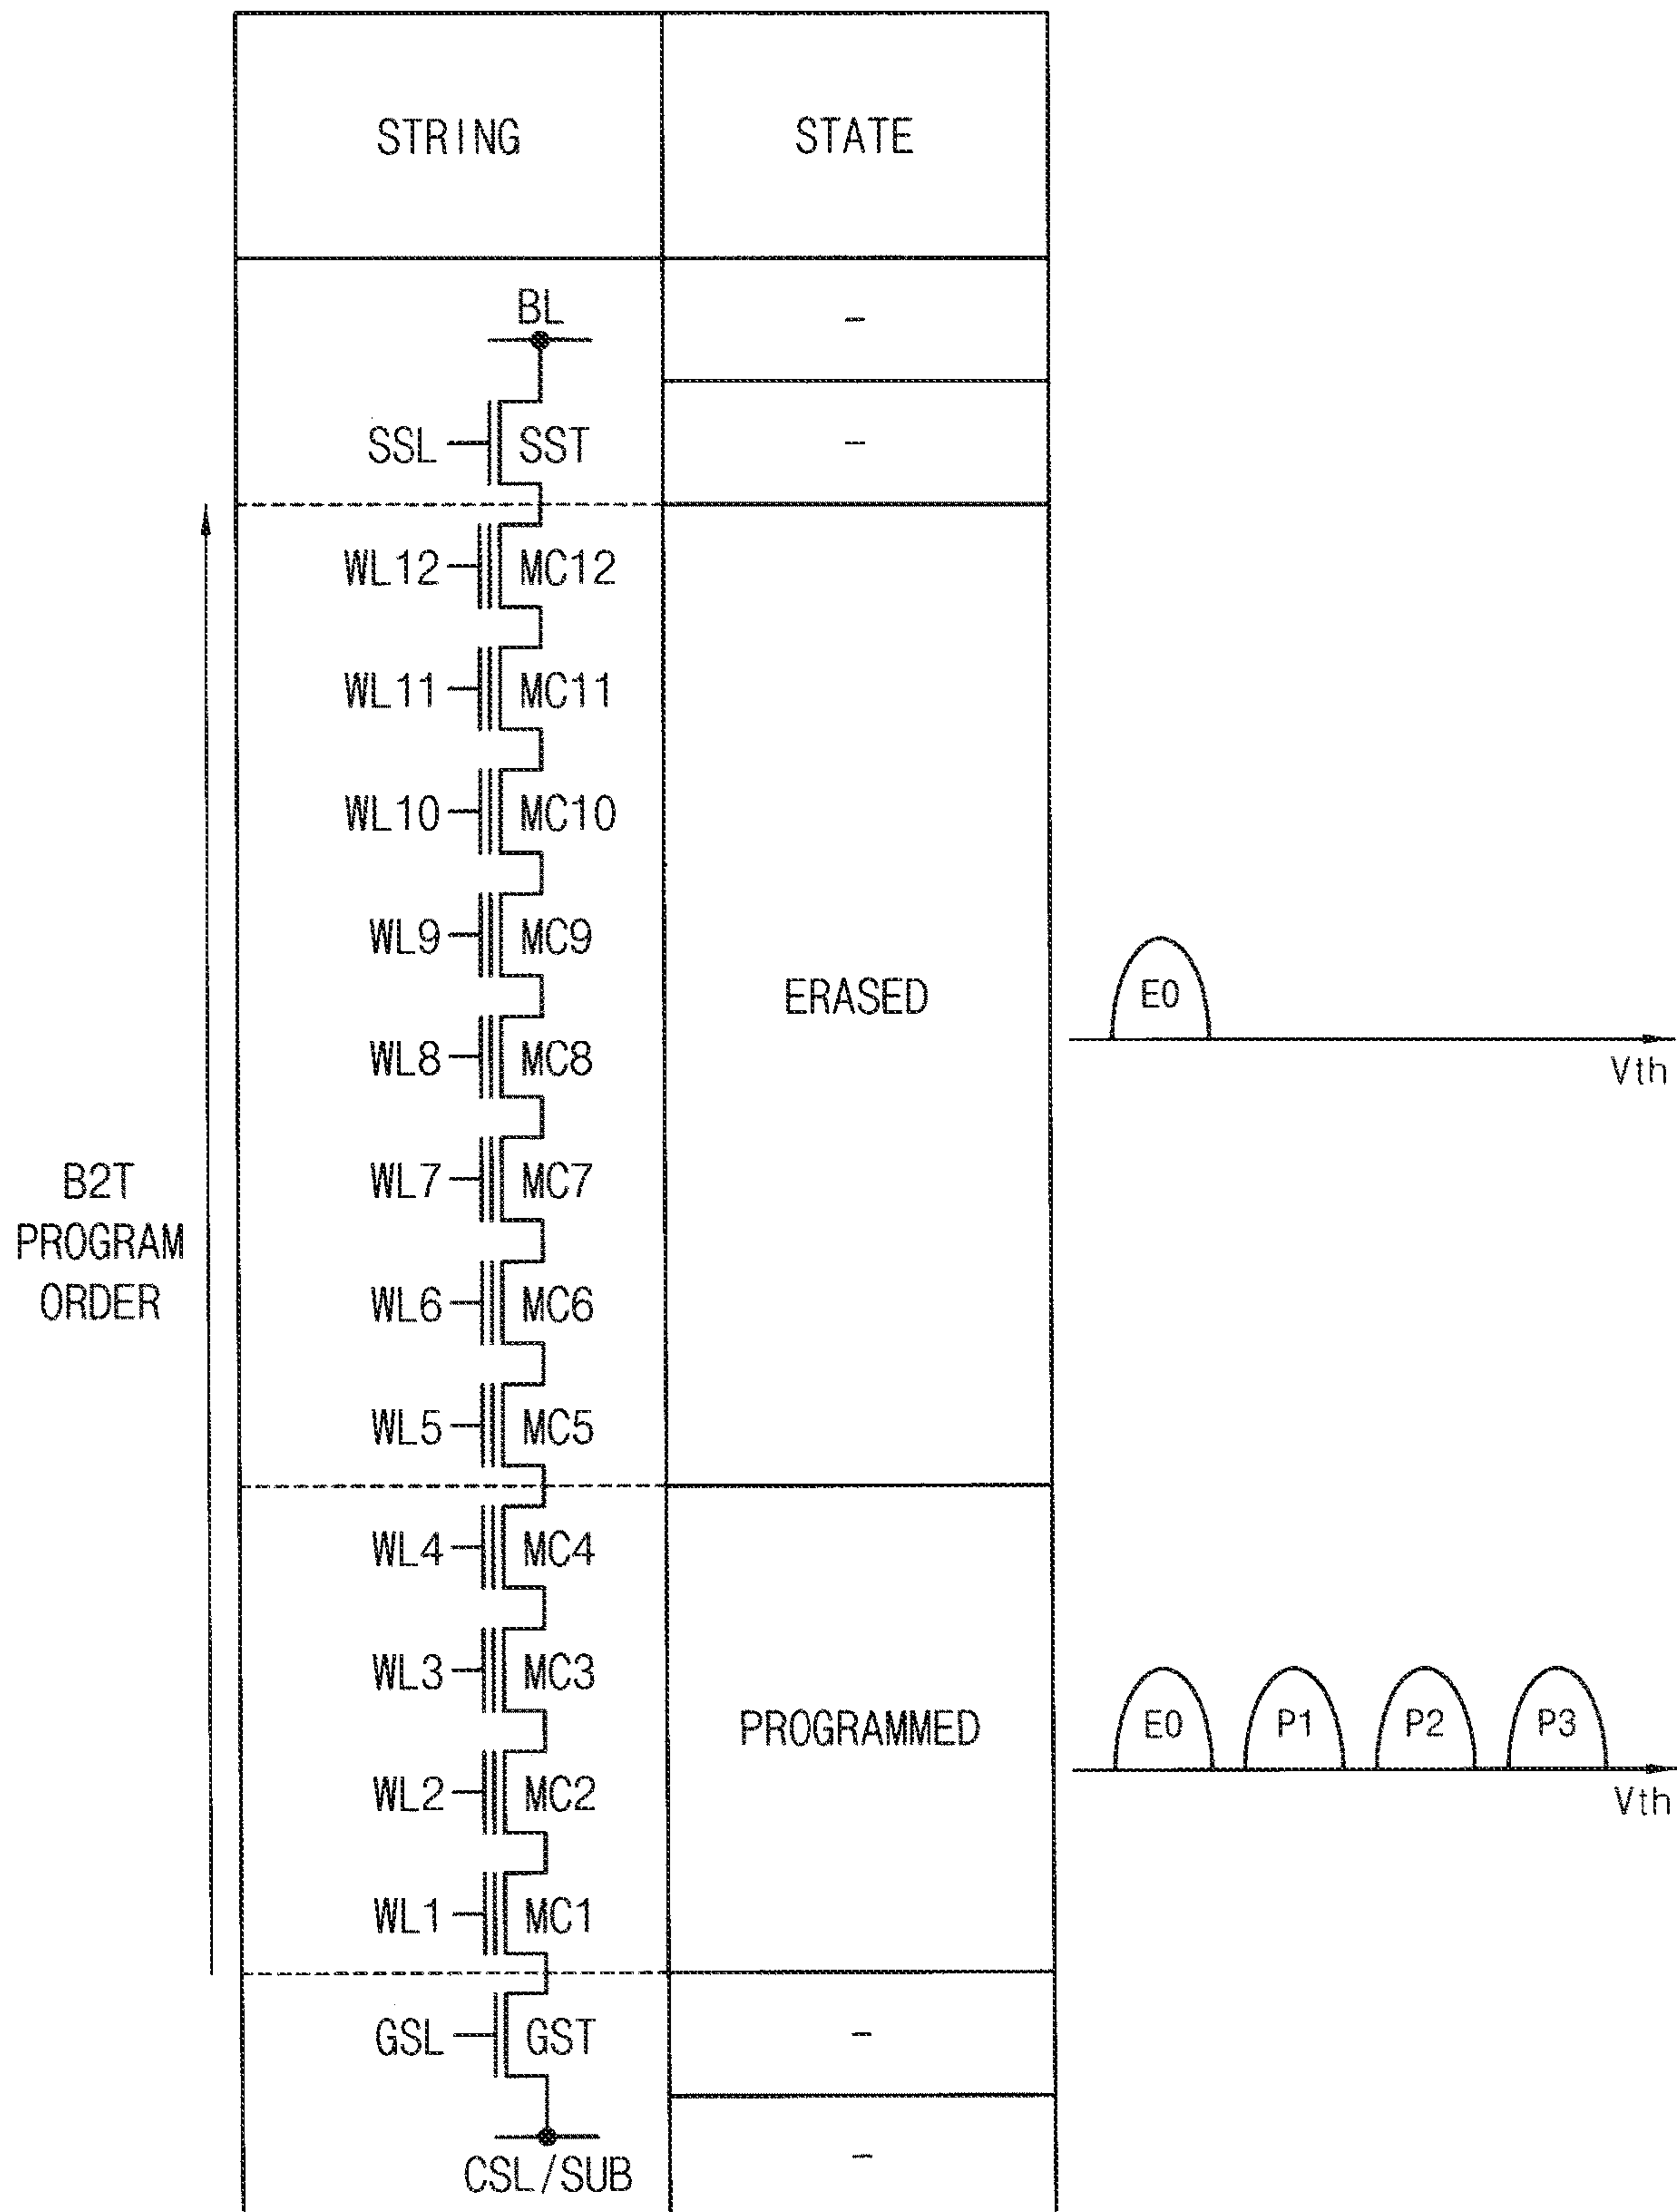 STRING STATE
BL -
SSL SST -
WL12 MC12
WL11 MC11
WL10 MC10
WL9 MC9
ERASED
E0
WL8 MC8
Vth
WL7 MC7
B2T
PROGRAM
ORDER
WL6 MC6
WL5 MC5
WL4 MC4
WL3 MC3
PROGRAMMED
E0 P1 P2 P3
WL2 MC2
Vth
WL1 MC1
GSL GST -
CSL/SUB -